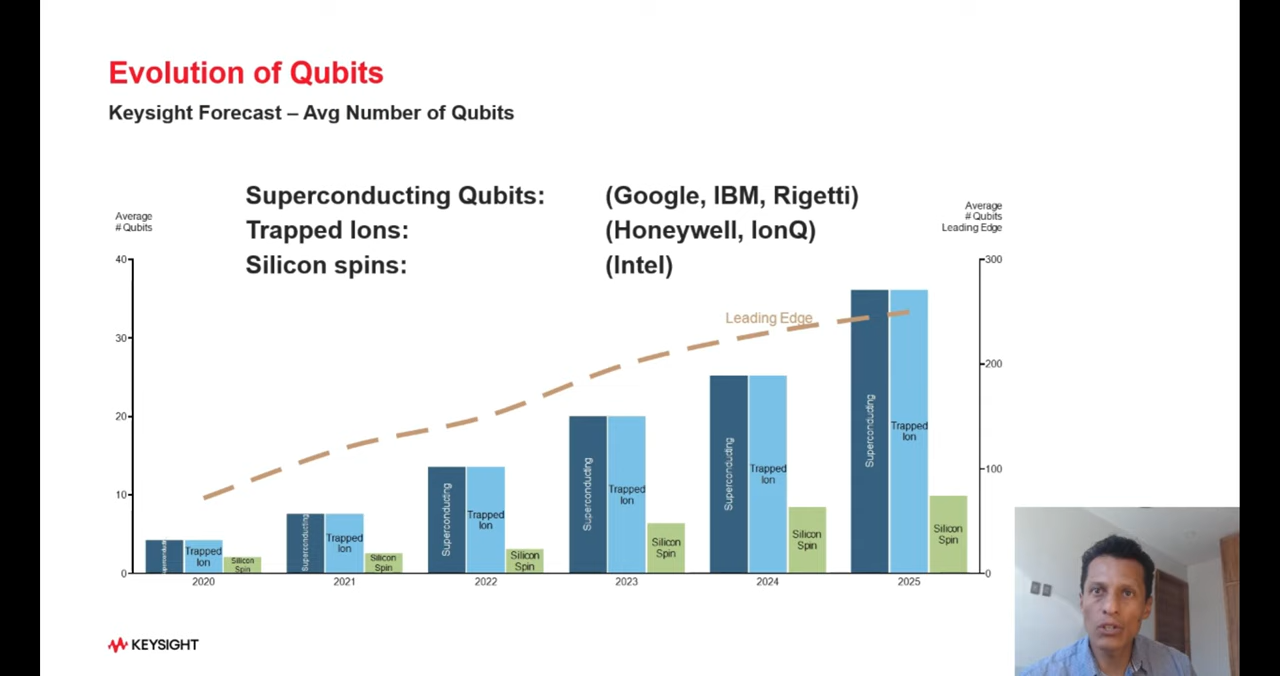 Evolution of Qubits
Keysight Forecast – Avg Number of Qubits
Superconducting Qubits: (Google, IBM, Rigetti)
Trapped Ions: (Honeywell, IonQ)
Silicon spins: (Intel)
Average
# Qubits
Average
# Qubits
Leading Edge
40
30
20
10
0
300
200
100
0
Leading Edge
Trapped
Ion
Silicon
Spin
Superconducting
Trapped
Ion
Silicon
Spin
Superconducting
Trapped
Ion
Silicon
Spin
Superconducting
Trapped
Ion
Silicon
Spin
Superconducting
Trapped
Ion
Silicon
Spin
Superconducting
Trapped
Ion
Silicon
Spin
2020
2021
2022
2023
2024
2025
KEYSIGHT